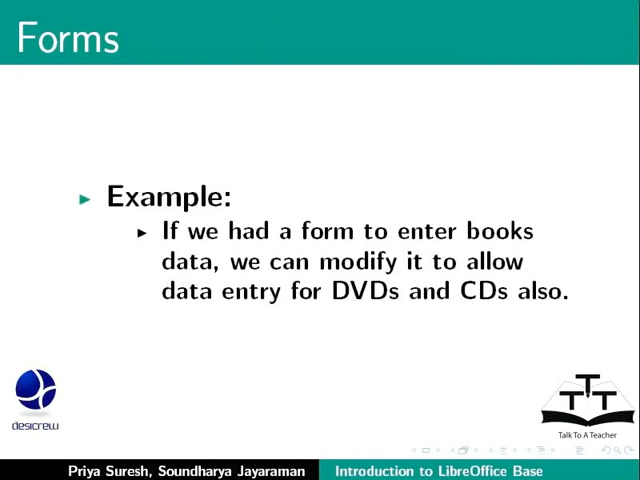 Forms
Example:
If we had a form to enter books
data, we can modify it to allow
data entry for DVDs and CDs also.
desicrew
TTT
Talk To A Teacher
Priya Suresh, Soundharya Jayaraman Introduction to LibreOffice Base